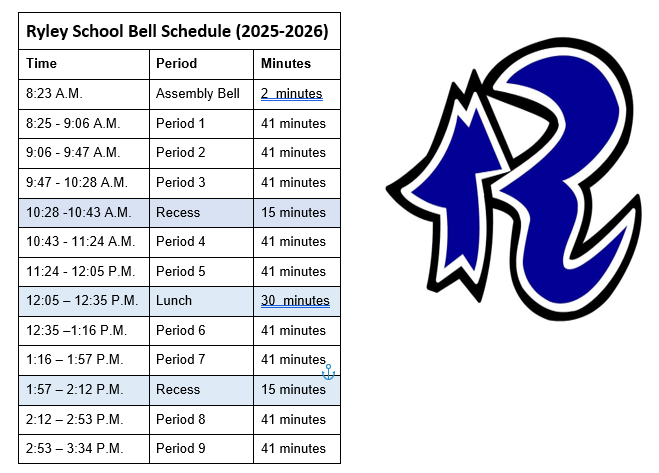 Ryley School Bell Schedule (2025-2026)
Time Period Minutes
8:23 A.M. Assembly Bell 2  minutes
8:25 - 9:06 A.M. Period 1 41 minutes
9:06 - 9:47 A.M. Period 2 41 minutes
9:47 - 10:28 A.M. Period 3 41 minutes
10:28 -10:43 A.M. Recess 15 minutes
10:43 - 11:24 A.M. Period 4 41 minutes
11:24 - 12:05 P.M. Period 5 41 minutes
12:05 – 12:35 P.M. Lunch 30  minutes
12:35 –1:16 P.M. Period 6 41 minutes
1:16 – 1:57 P.M. Period 7 41 minutes
1:57 – 2:12 P.M. Recess 15 minutes
2:12 – 2:53 P.M. Period 8 41 minutes
2:53 – 3:34 P.M. Period 9 41 minutes
R